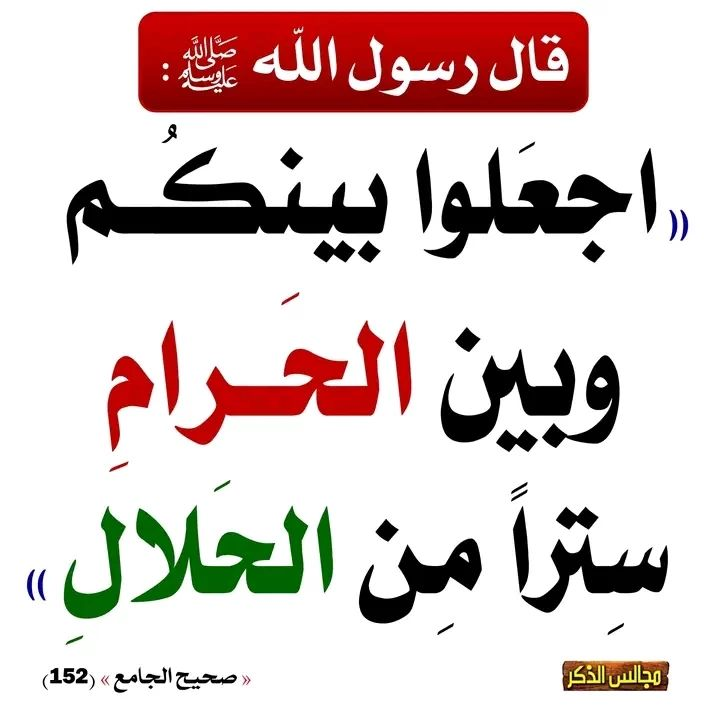 قال رسول الله ﷺ :
(( اجعَلوا بينكُم
وبين الحَرامِ
سِتراً مِن الحَلالِ ))
« صحيح الجامع » (152)
مجالس الذكر